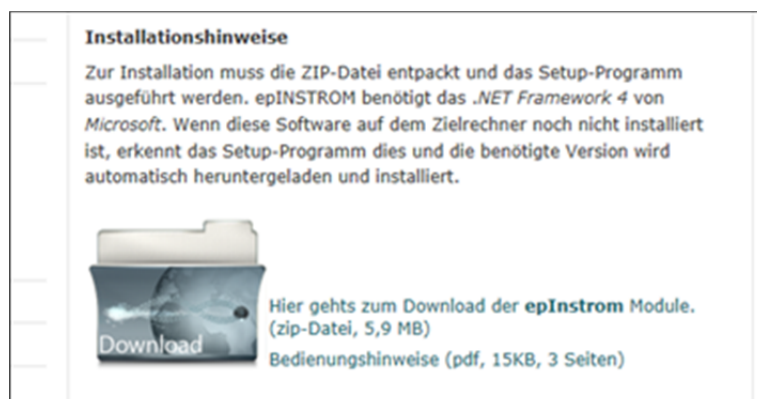 Installationshinweise
Zur Installation muss die ZIP-Datei entpackt und das Setup-Programm
ausgeführt werden. epINSTROM benötigt das .NET Framework 4 von
Microsoft. Wenn diese Software auf dem Zielrechner noch nicht installiert
ist, erkennt das Setup-Programm dies und die benötigte Version wird
automatisch heruntergeladen und installiert.
Download
Hier gehts zum Download der epInstrom Module.
(zip-Datei, 5,9 MB)
Bedienungshinweise (pdf, 15KB, 3 Seiten)